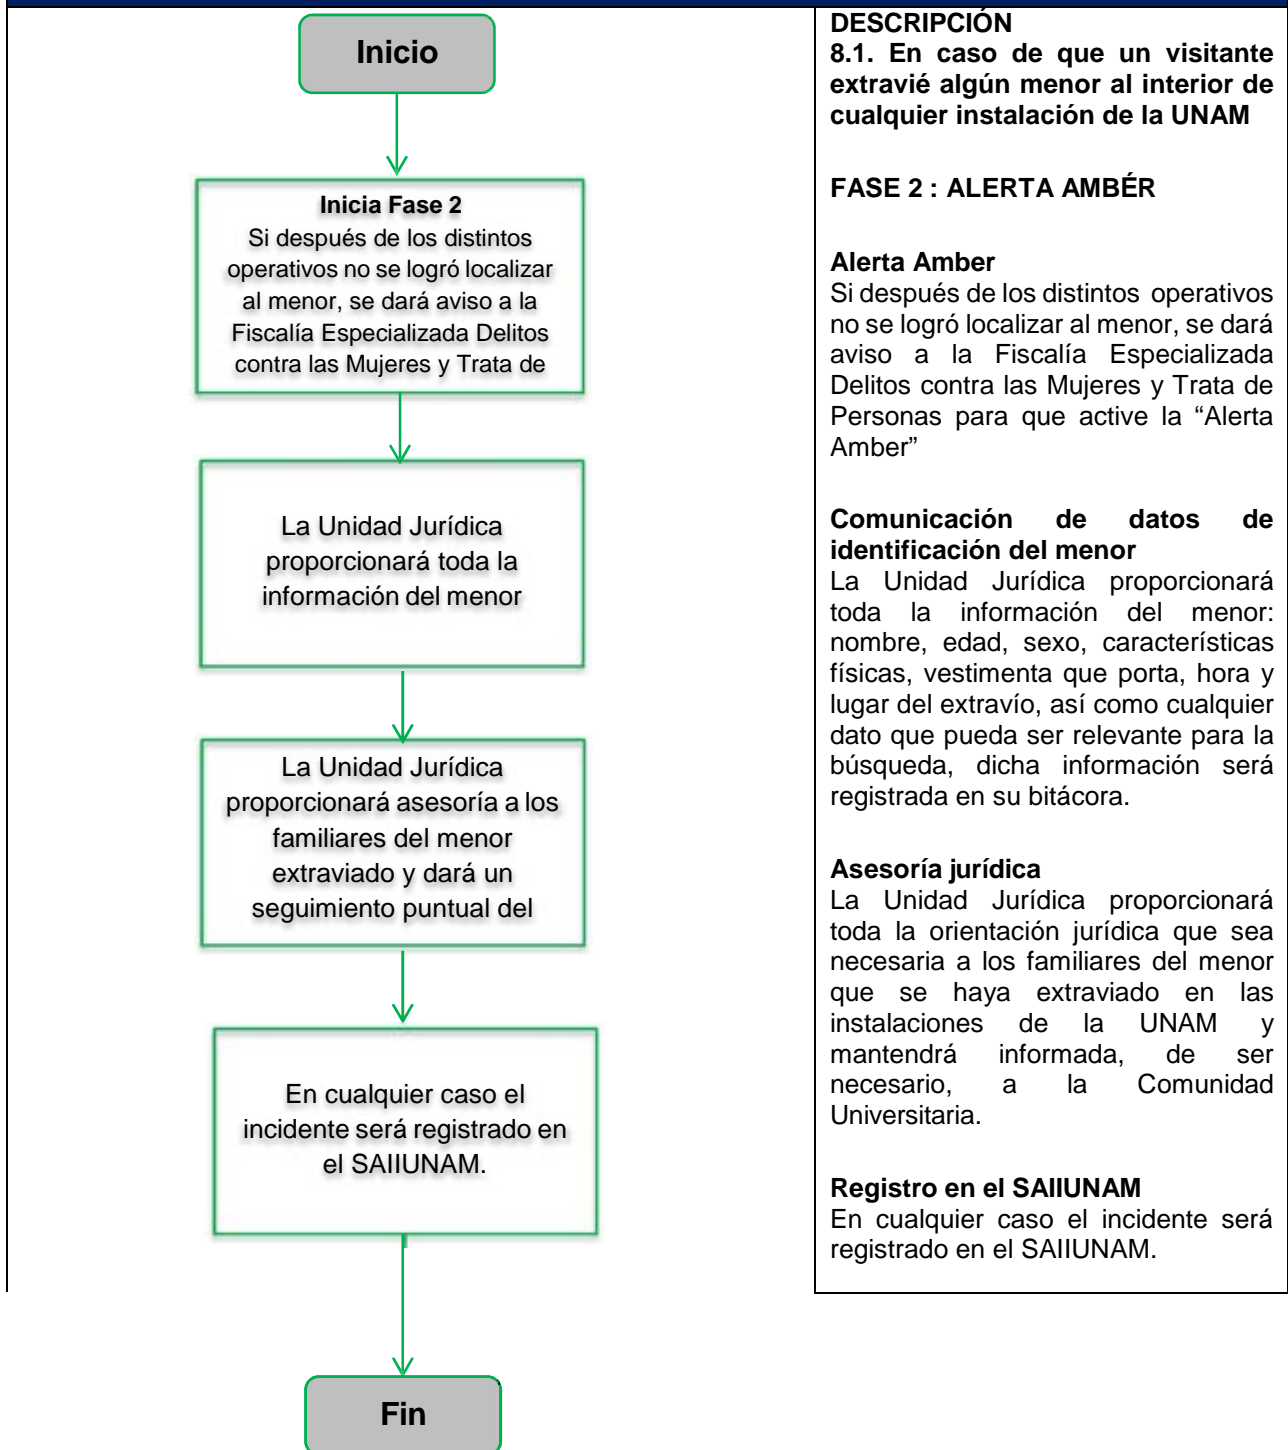 Inicio
Inicia Fase 2
Si después de los distintos
operativos no se logró localizar
al menor, se dará aviso a la
Fiscalía Especializada Delitos
contra las Mujeres y Trata de
La Unidad Jurídica
proporcionará toda la
información del menor
La Unidad Jurídica
proporcionará asesoría a los
familiares del menor
extraviado y dará un
seguimiento puntual del
En cualquier caso el
incidente será registrado en
el SAIIUNAM.
Fin
DESCRIPCIÓN
8.1. En caso de que un visitante
extravié algún menor al interior de
cualquier instalación de la UNAM
FASE 2 : ALERTA AMBÉR
Alerta Amber
Si después de los distintos operativos
no se logró localizar al menor, se dará
aviso a la Fiscalía Especializada
Delitos contra las Mujeres y Trata de
Personas para que active la “Alerta
Amber”
Comunicación de datos de
identificación del menor
La Unidad Jurídica proporcionará
toda la información del menor:
nombre, edad, sexo, características
físicas, vestimenta que porta, hora y
lugar del extravío, así como cualquier
dato que pueda ser relevante para la
búsqueda, dicha información será
registrada en su bitácora.
Asesoría jurídica
La Unidad Jurídica proporcionará
toda la orientación jurídica que sea
necesaria a los familiares del menor
que se haya extraviado en las
instalaciones de la UNAM y
mantendrá informada, de ser
necesario, a la Comunidad
Universitaria.
Registro en el SAIIUNAM
En cualquier caso el incidente será
registrado en el SAIIUNAM.